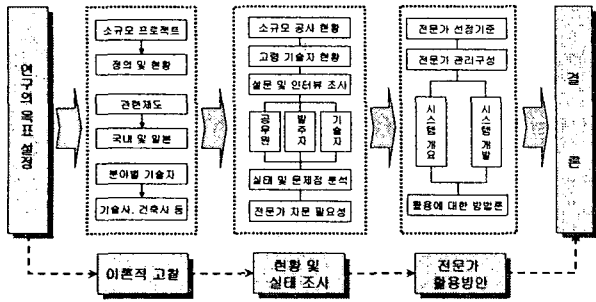 연구의 목표 설정
소규모 프로젝트
정의 및 현황
관련제도
국내 및 일본
분야별 기술자
기술사, 건축사 등
소규모 공사 현황
고령 기술자 현황
설문 및 인터뷰 조사
공무원
발주자
기술자
실태 및 문제점 분석
전문가 자문 필요성
전문가 선정기준
전문가 관리구성
시스템 개요
시스템 개발
활용에 대한 방법론
결 론
이론적 고찰
현황 및
실태 조사
전문가
활용방안